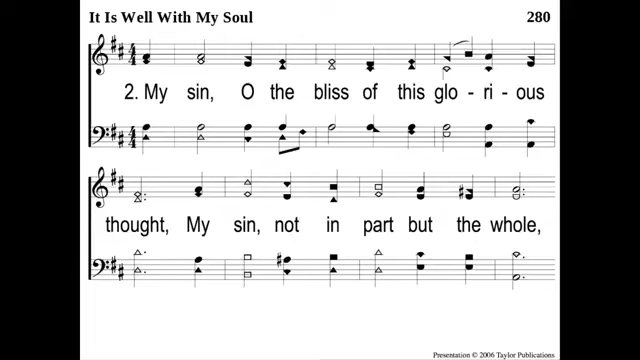 It Is Well With My Soul 280
2. My sin, O the bliss of this glo - ri - ous
thought, My sin, not in part but the whole,
Presentation © 2006 Taylor Publications